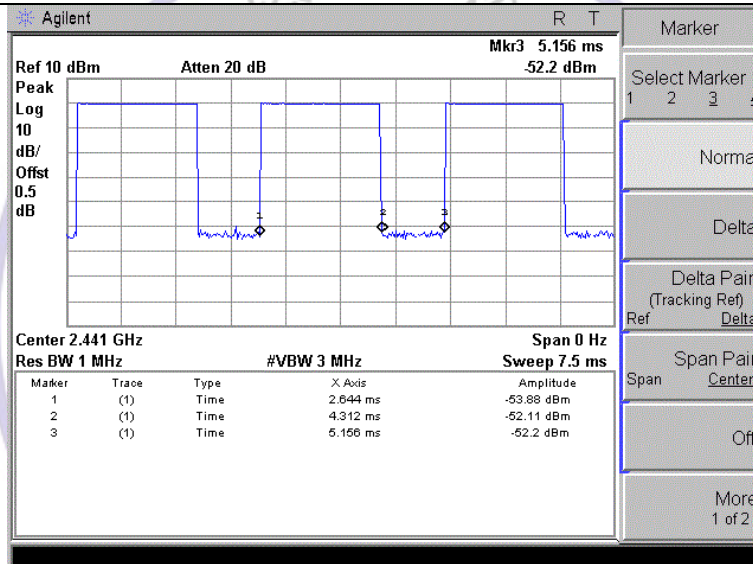 Agilent R T
Mkr3 5.156 ms
Ref 10 dBm Atten 20 dB -52.2 dBm
Peak
Log
10
dB/
Offst
0.5
dB
1
2
3
Center 2.441 GHz Span 0 Hz
Res BW 1 MHz #VBW 3 MHz Sweep 7.5 ms
Marker Trace Type X Axis Amplitude
1 (1) Time 2.644 ms -53.88 dBm
2 (1) Time 4.312 ms -52.11 dBm
3 (1) Time 5.156 ms -52.2 dBm
Marker
Select Marker
1 2 3
Norma
Delta
Delta Pair
(Tracking Ref)
Ref Delta
Span Pair
Span Center
Off
More
1 of 2